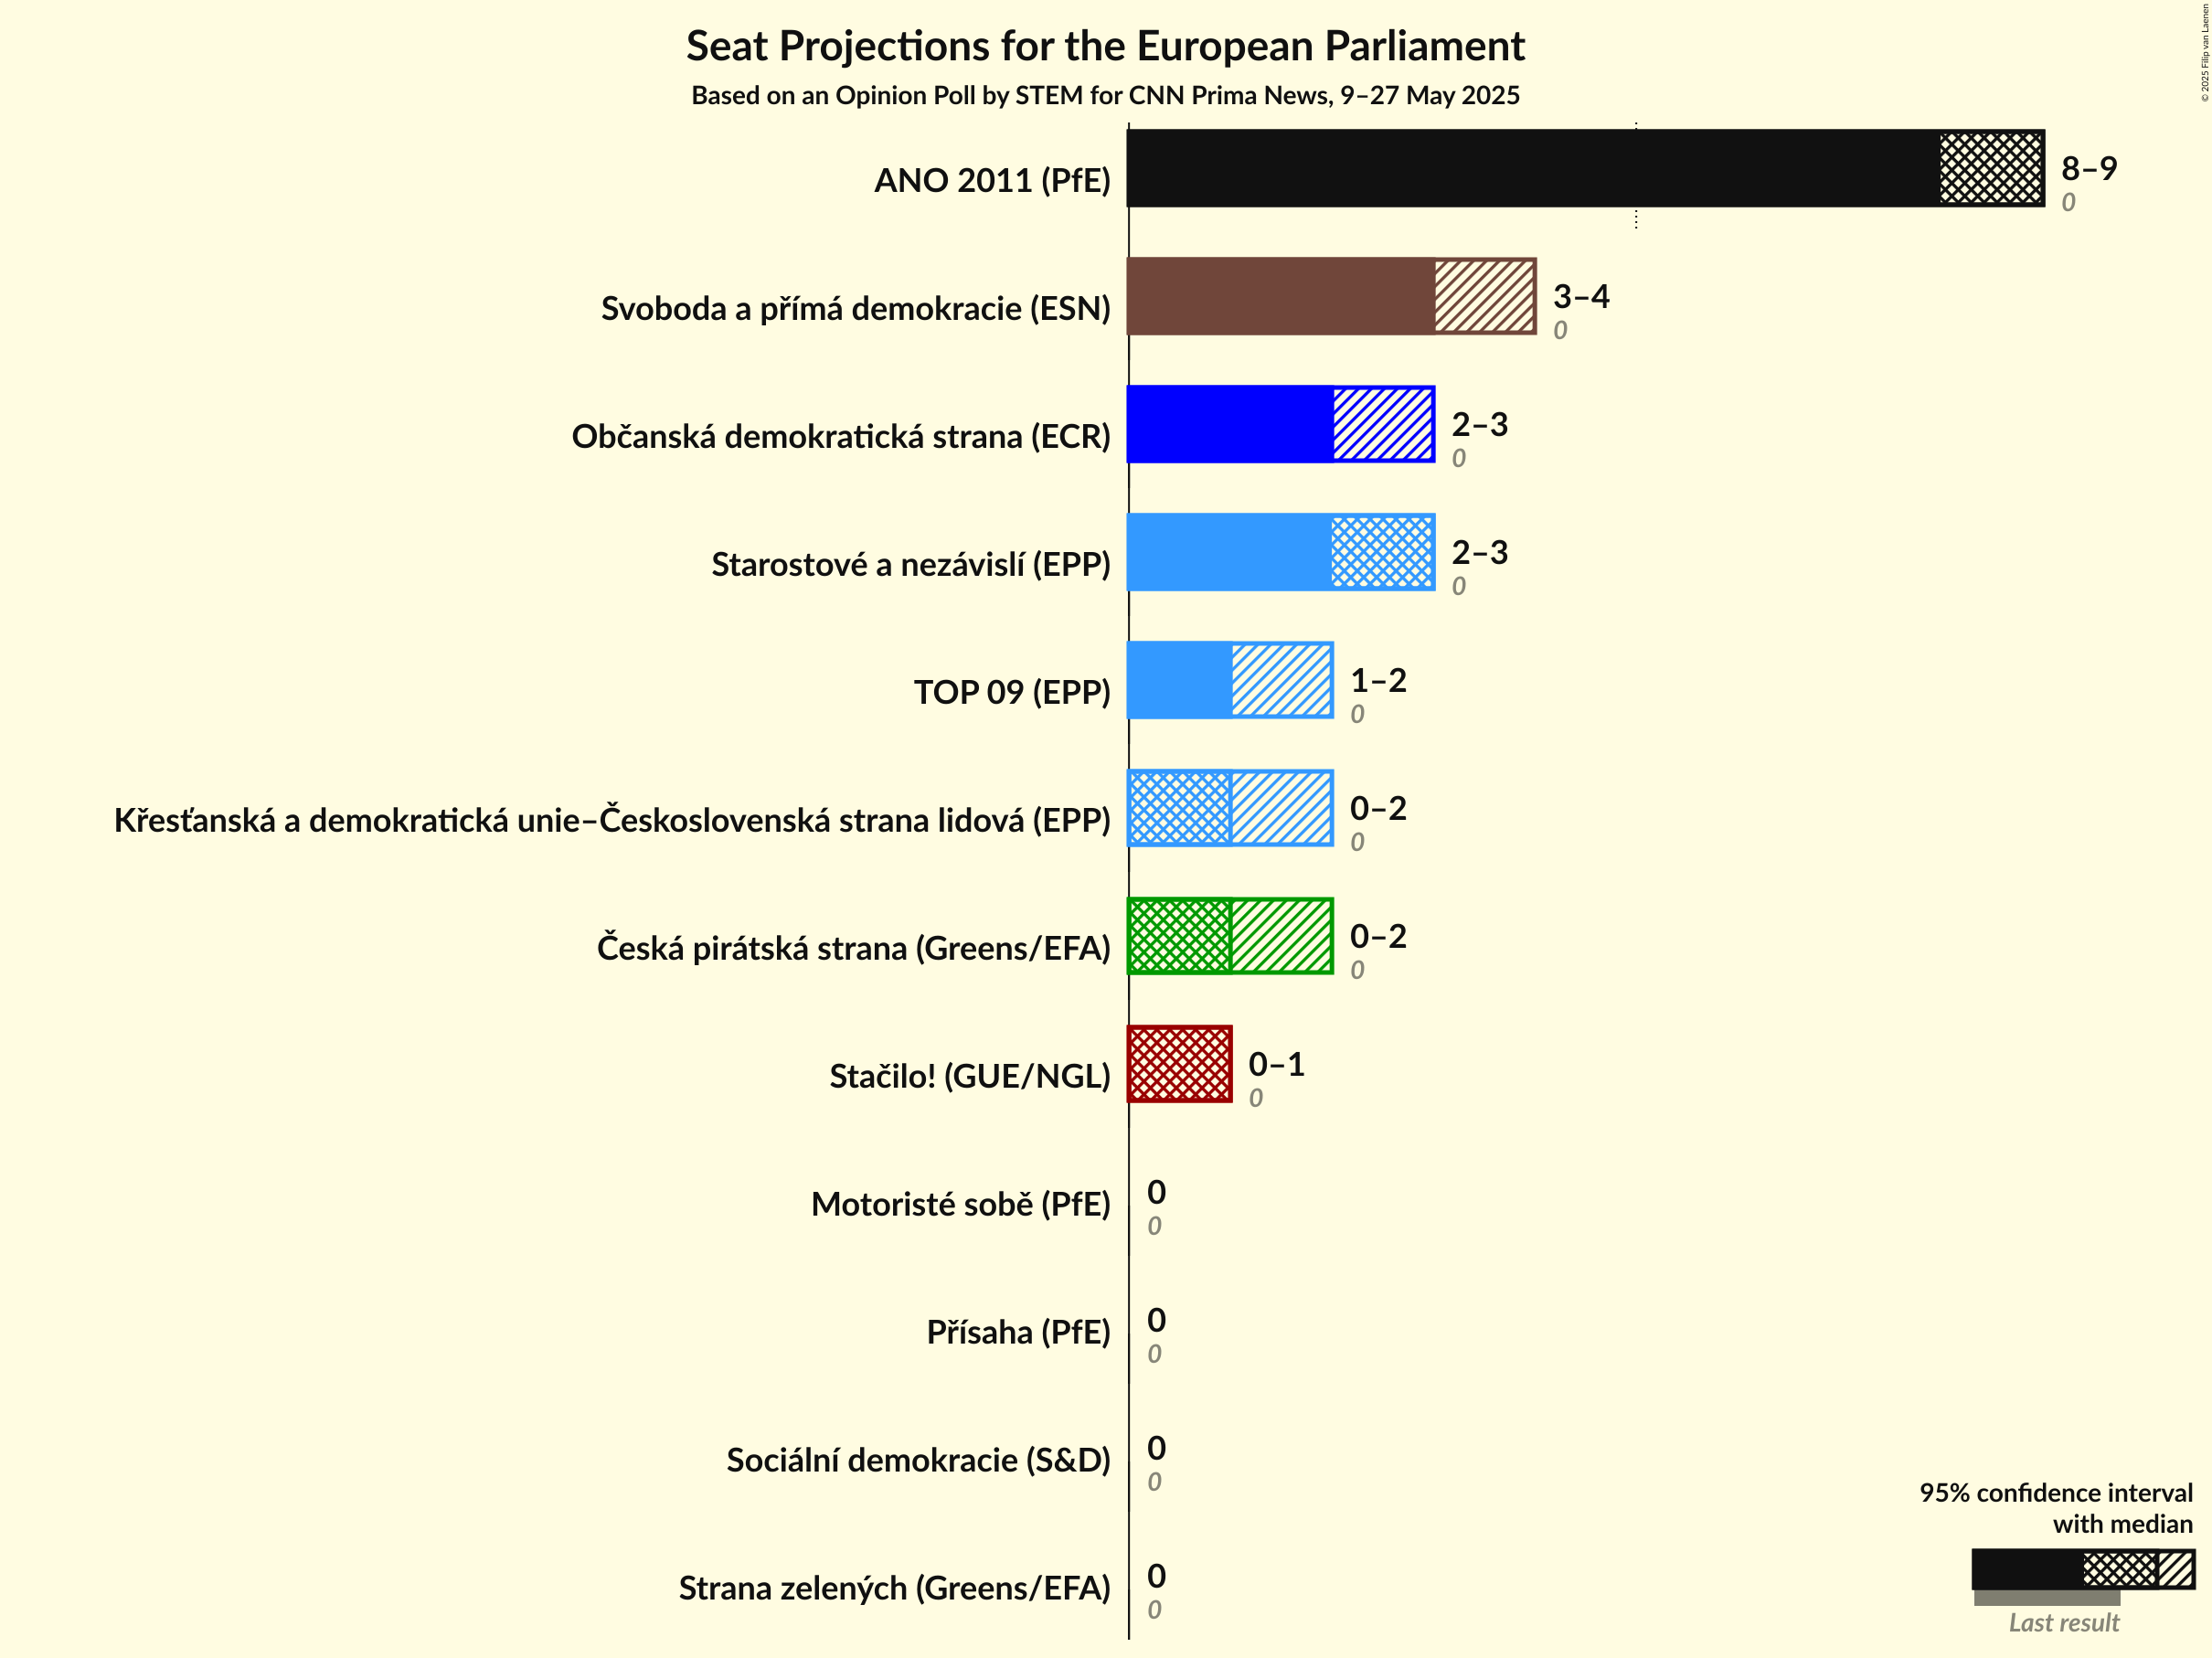 Seat Projections for the European Parliament
Based on an Opinion Poll by STEM for CNN Prima News, 9–27 May 2025
© 2025 Filip van Laenen
ANO 2011 (PfE)
8–9
0
Svoboda a přímá demokracie (ESN)
3–4
0
Občanská demokratická strana (ECR)
2–3
0
Starostové a nezávislí (EPP)
2–3
0
TOP 09 (EPP)
1–2
0
Křesťanská a demokratická unie–Československá strana lidová (EPP)
0–2
0
Česká pirátská strana (Greens/EFA)
0–2
0
Stačilo! (GUE/NGL)
0–1
0
Motoristé sobě (PfE)
0
0
Přísaha (PfE)
0
0
Sociální demokracie (S&D)
0
0
Strana zelených (Greens/EFA)
0
0
95% confidence interval
with median
Last result